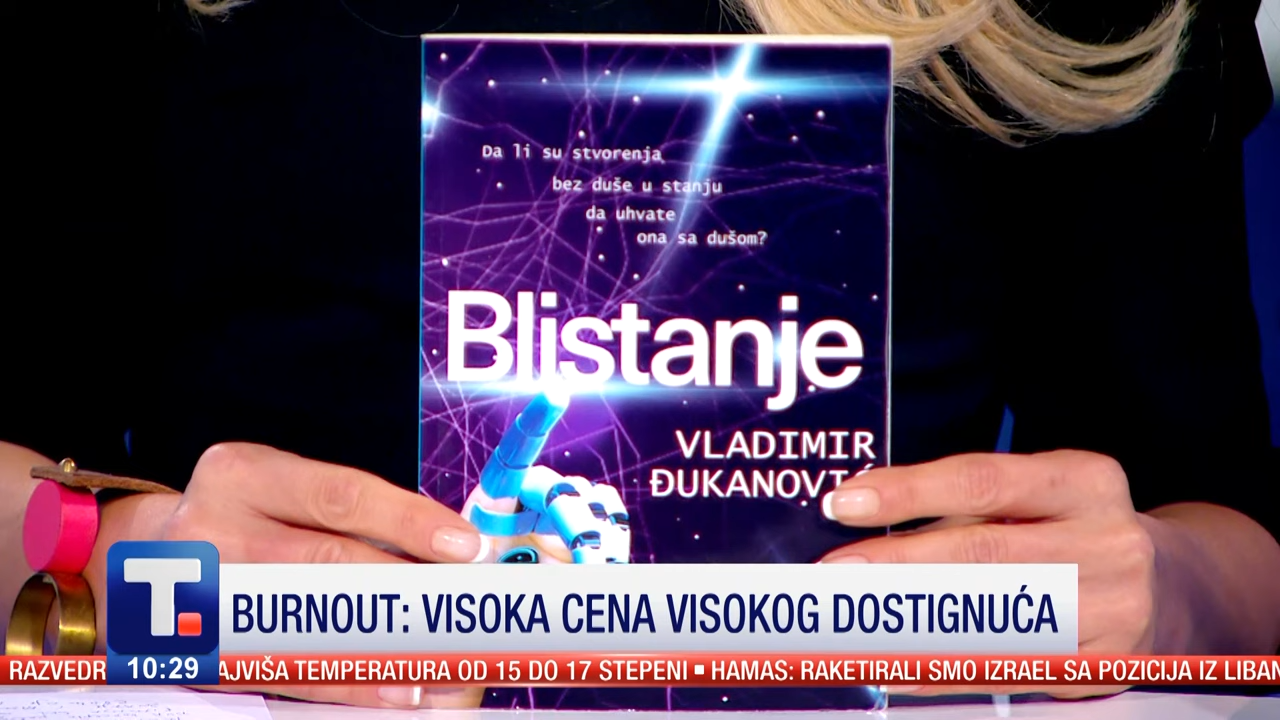 Da li su stvorenja
bez duše u stanju
da uhvate
ona sa dušom?
Blistanje
VLADIMIR
T.
BURNOUT: VISOKA CENA VISOKOG DOSTIGNUĆA
10:29
TEMPERATURA OD 15 DO 17 STEPENI ▪ HAMAS: RAKETIRALI SMO IZRAEL SA POZICIJA IZ